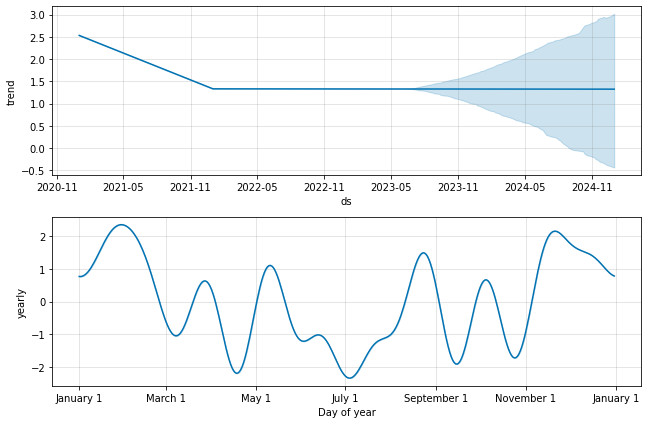 3.0
2.5
2.0
1.5
1.0
0.5
0.0
−0.5
trend
2020-11 2021-05 2021-11 2022-05 2022-11 2023-05 2023-11 2024-05 2024-11
ds
2
1
0
−1
−2
yearly
January 1 March 1 May 1 July 1 September 1 November 1 January 1
Day of year